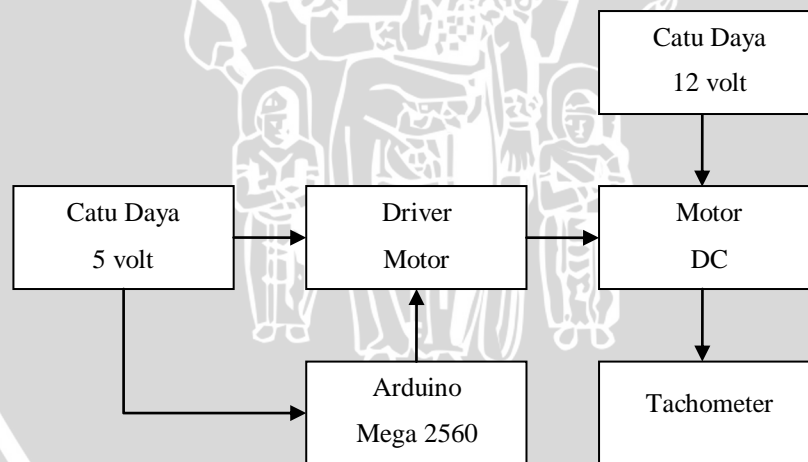 Catu Daya
12 volt
Catu Daya
5 volt
Driver
Motor
Motor
DC
Arduino
Mega 2560
Tachometer